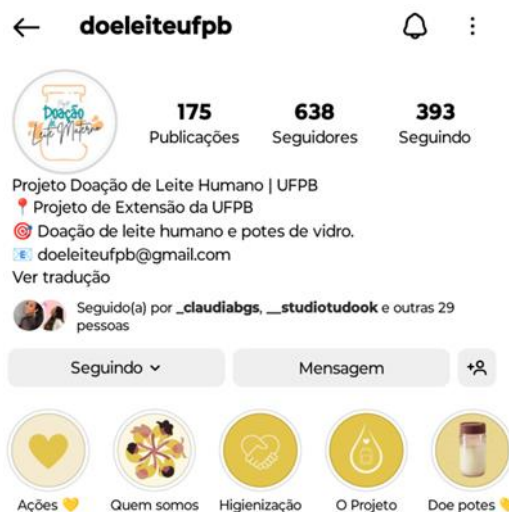 doeleiteufpb
Doação
Leite Materno
175
638
393
Publicações
Seguidores
Seguindo
Projeto Doação de Leite Humano | UFPB
📍 Projeto de Extensão da UFPB
🎯 Doação de leite humano e potes de vidro.
📧 doeleiteufpb@gmail.com
Ver tradução
Seguido(a) por _claudiabgs, __studiotudook e outras 29
pessoas
Seguindo
Mensagem
Ações 💛
Quem somos
Higienização
O Projeto
Doe potes 💛